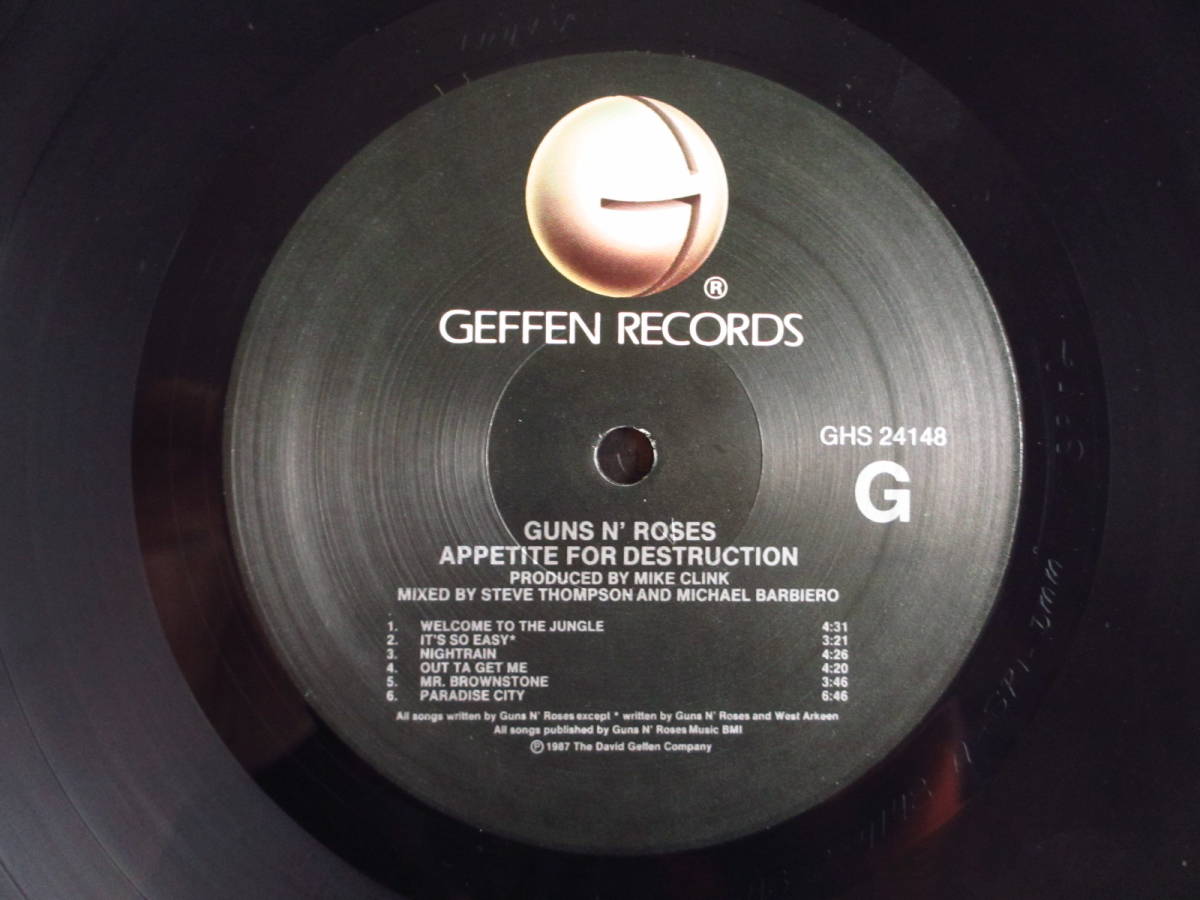 ®
GEFFEN RECORDS
GHS 24148
G
GUNS N' ROSES
APPETITE FOR DESTRUCTION
PRODUCED BY MIKE CLINK
MIXED BY STEVE THOMPSON AND MICHAEL BARBIERO
1. WELCOME TO THE JUNGLE 4:31
2. IT'S SO EASY* 3:21
3. NIGHTRAIN 4:26
4. OUT TA GET ME 4:20
5. MR. BROWNSTONE 3:46
6. PARADISE CITY 6:46
All songs written by Guns N' Roses except * written by Guns N' Roses and West Arkeen
All songs published by Guns N' Roses Music BMI
℗ 1987 The David Geffen Company